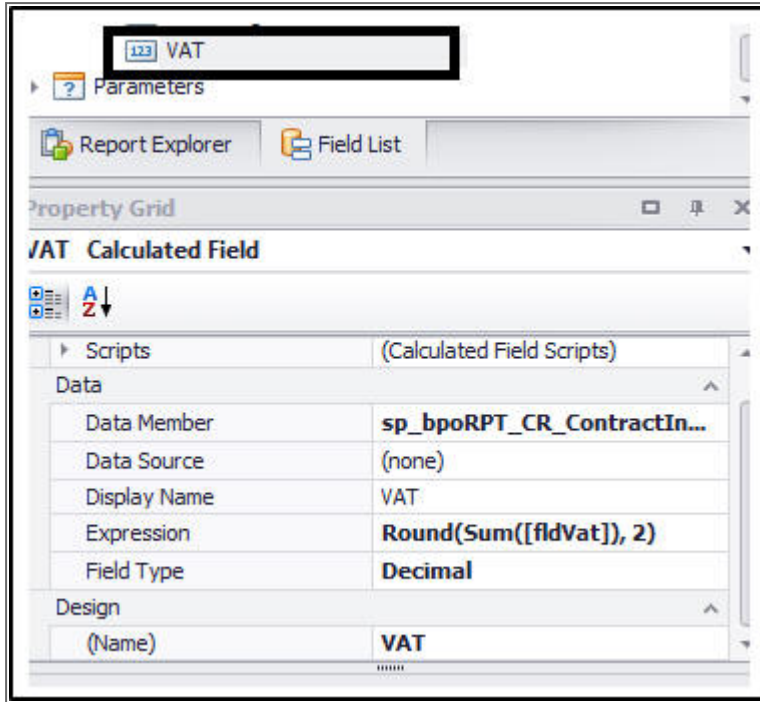 123 VAT
? Parameters
Report Explorer Field List
Property Grid
VAT Calculated Field
A
Z
Scripts (Calculated Field Scripts)
Data
Data Member sp_bpoRPT_CR_ContractIn...
Data Source (none)
Display Name VAT
Expression Round(Sum([fldVat]), 2)
Field Type Decimal
Design
(Name) VAT